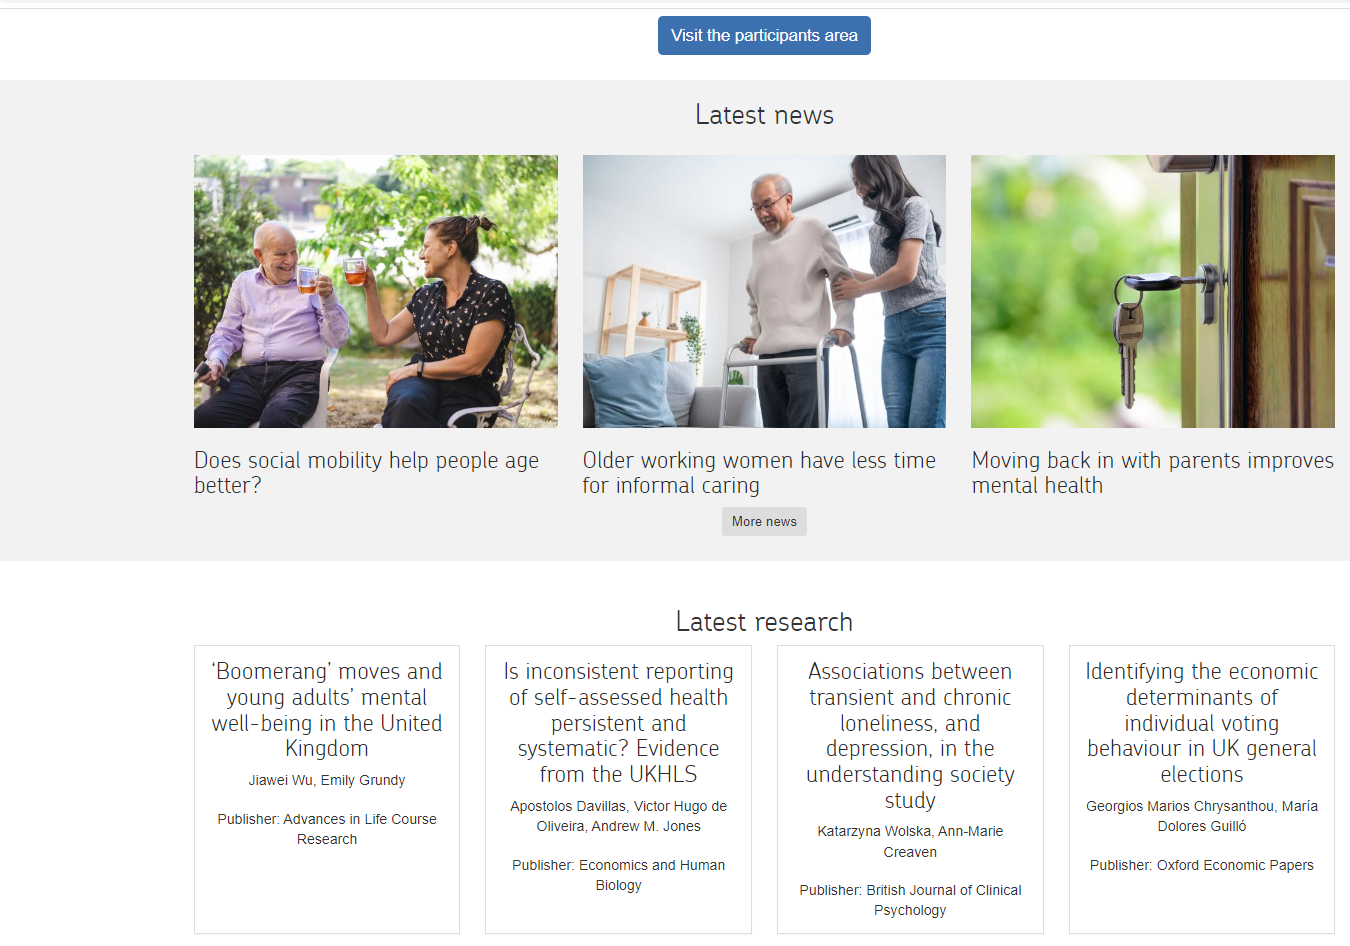 Visit the participants area
Latest news
Does social mobility help people age
better?
Older working women have less time
for informal caring
Moving back in with parents improves
mental health
More news
Latest research
‘Boomerang’ moves and
young adults’ mental
well-being in the United
Kingdom
Jiawei Wu, Emily Grundy
Publisher: Advances in Life Course
Research
Is inconsistent reporting
of self-assessed health
persistent and
systematic? Evidence
from the UKHLS
Apostolos Davillas, Victor Hugo de
Oliveira, Andrew M. Jones
Publisher: Economics and Human
Biology
Associations between
transient and chronic
loneliness, and
depression, in the
understanding society
study
Katarzyna Wolska, Ann-Marie
Creaven
Publisher: British Journal of Clinical
Psychology
Identifying the economic
determinants of
individual voting
behaviour in UK general
elections
Georgios Marios Chrysanthou, María
Dolores Guilló
Publisher: Oxford Economic Papers